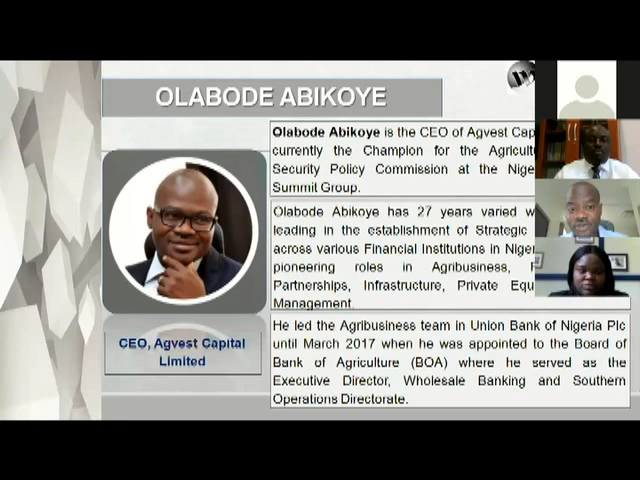 OLABODE ABIKOYE
Olabode Abikoye is the CEO of Agvest Cap
currently the Champion for the Agricult
Security Policy Commission at the Nige
Summit Group.
Olabode Abikoye has 27 years varied w
leading in the establishment of Strategic
across various Financial Institutions in Niger
pioneering roles in Agribusiness,
Partnerships, Infrastructure, Private Equ
Management.
CEO, Agvest Capital
Limited
He led the Agribusiness team in Union Bank of Nigeria Plc
until March 2017 when he was appointed to the Board of
Bank of Agriculture (BOA) where he served as the
Executive Director, Wholesale Banking and Southern
Operations Directorate.